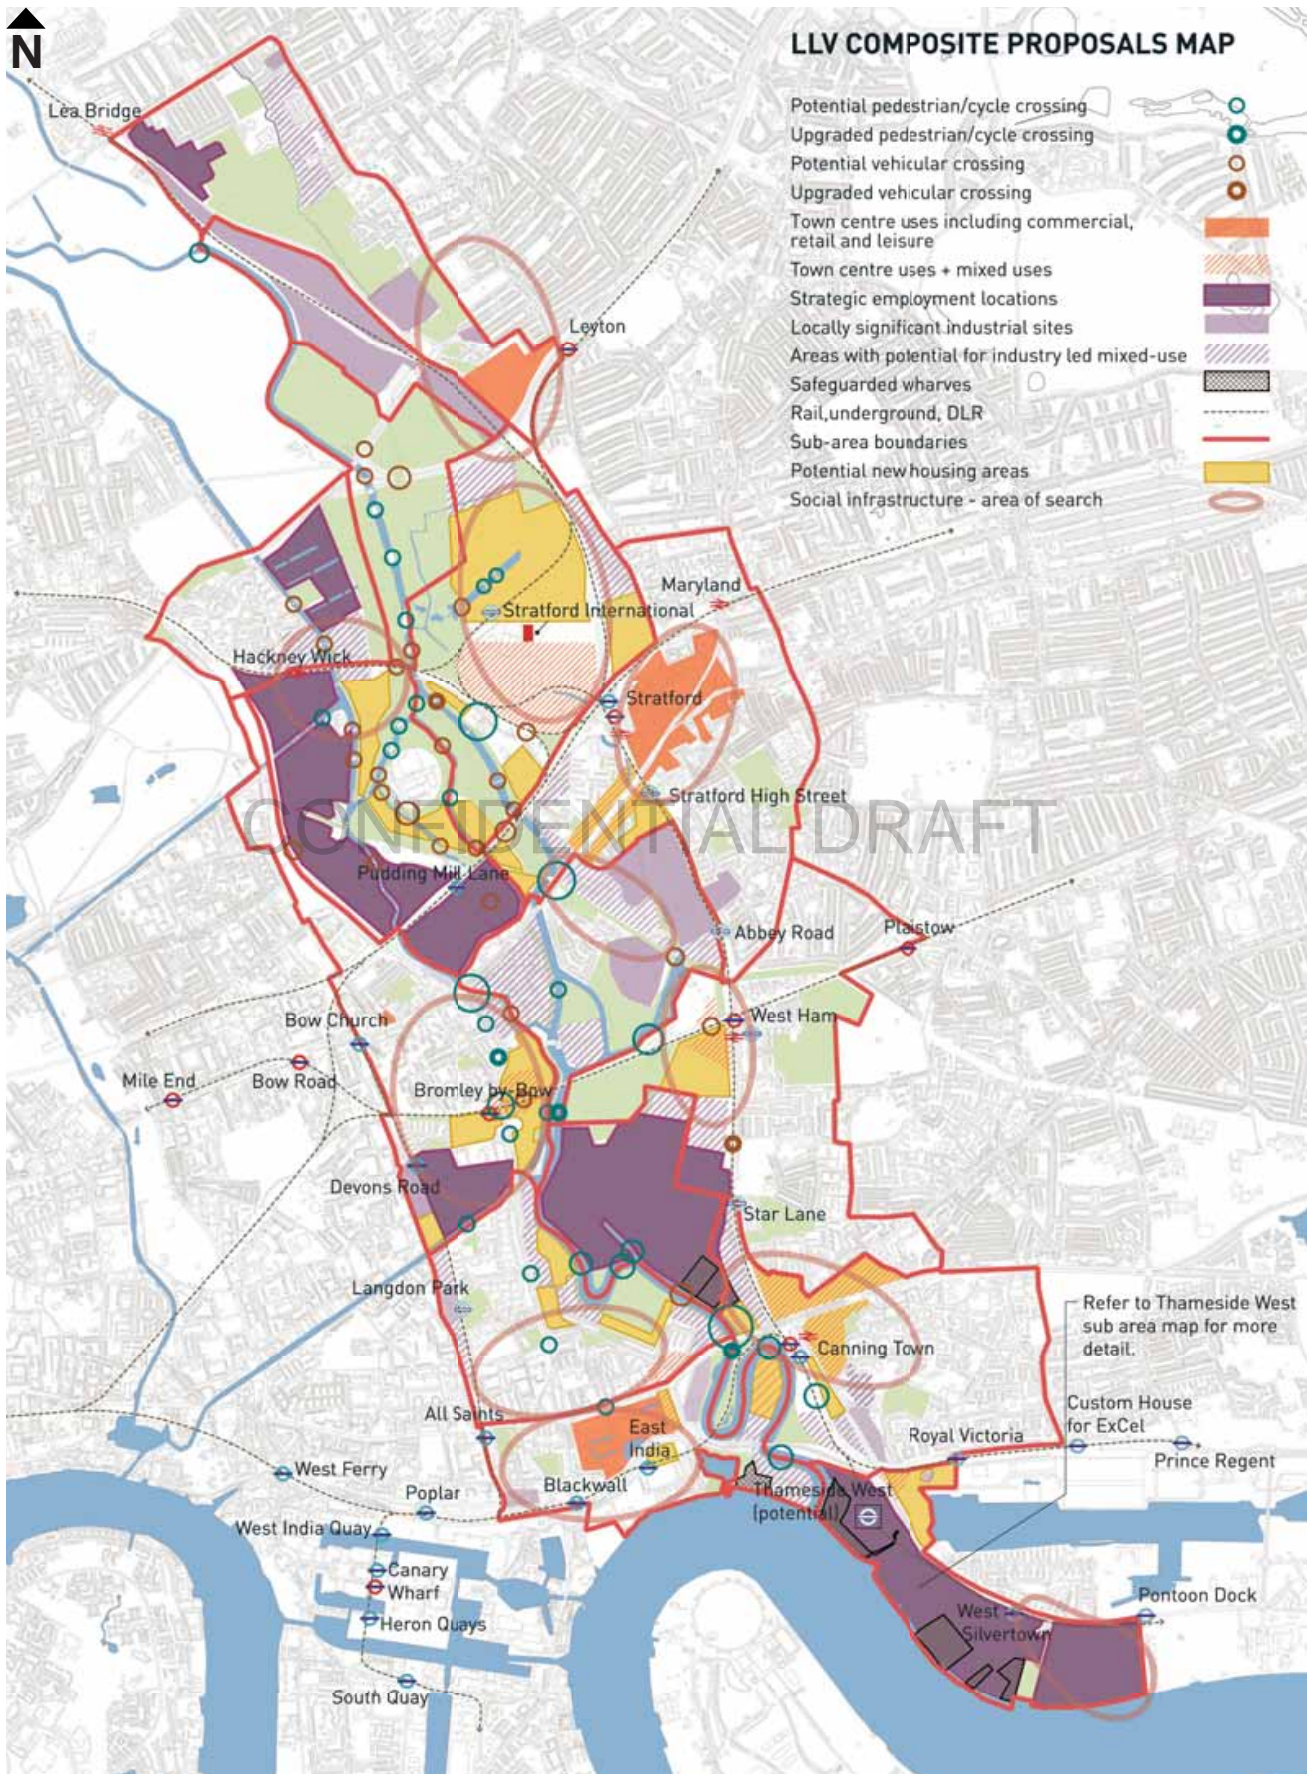 N
LLV COMPOSITE PROPOSALS MAP
Potential pedestrian/cycle crossing
Upgraded pedestrian/cycle crossing
Potential vehicular crossing
Upgraded vehicular crossing
Town centre uses including commercial,
retail and leisure
Town centre uses + mixed uses
Strategic employment locations
Locally significant industrial sites
Areas with potential for industry led mixed-use
Safeguarded wharves
Rail,underground, DLR
Sub-area boundaries
Potential new housing areas
Social infrastructure - area of search
Lea Bridge
Leyton
Maryland
Stratford International
Hackney Wick
Stratford
Stratford High Street
CONFIDENTIAL DRAFT
Pudding Mill Lane
Abbey Road
Plaistow
West Ham
Bow Church
Mile End
Bow Road
Bromley by-Bow
Devons Road
Star Lane
Langdon Park
Refer to Thameside West
sub area map for more
detail.
Canning Town
All Saints
East
India
Custom House
for ExCel
Royal Victoria
Prince Regent
West Ferry
Poplar
Blackwall
Thameside West
(potential)
West India Quay
Canary
Wharf
Heron Quays
West
Silvertown
Pontoon Dock
South Quay